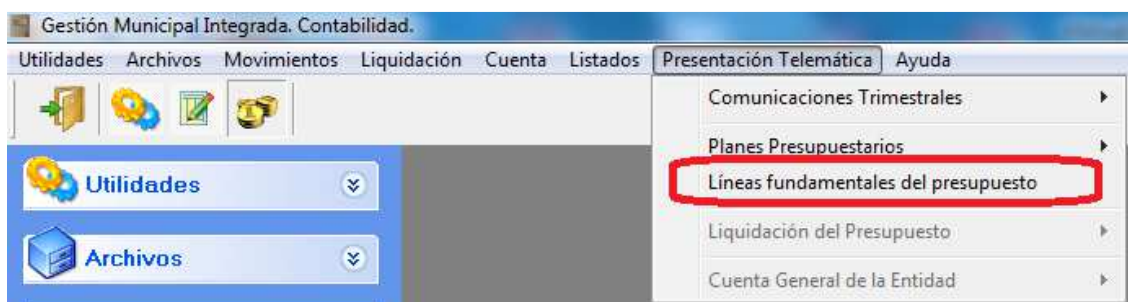 Gestión Municipal Integrada. Contabilidad.
Utilidades Archivos Movimientos Liquidación Cuenta Listados Presentación Telemática Ayuda
Comunicaciones Trimestrales
Planes Presupuestarios
Utilidades
Líneas fundamentales del presupuesto
Liquidación del Presupuesto
Archivos
Cuenta General de la Entidad